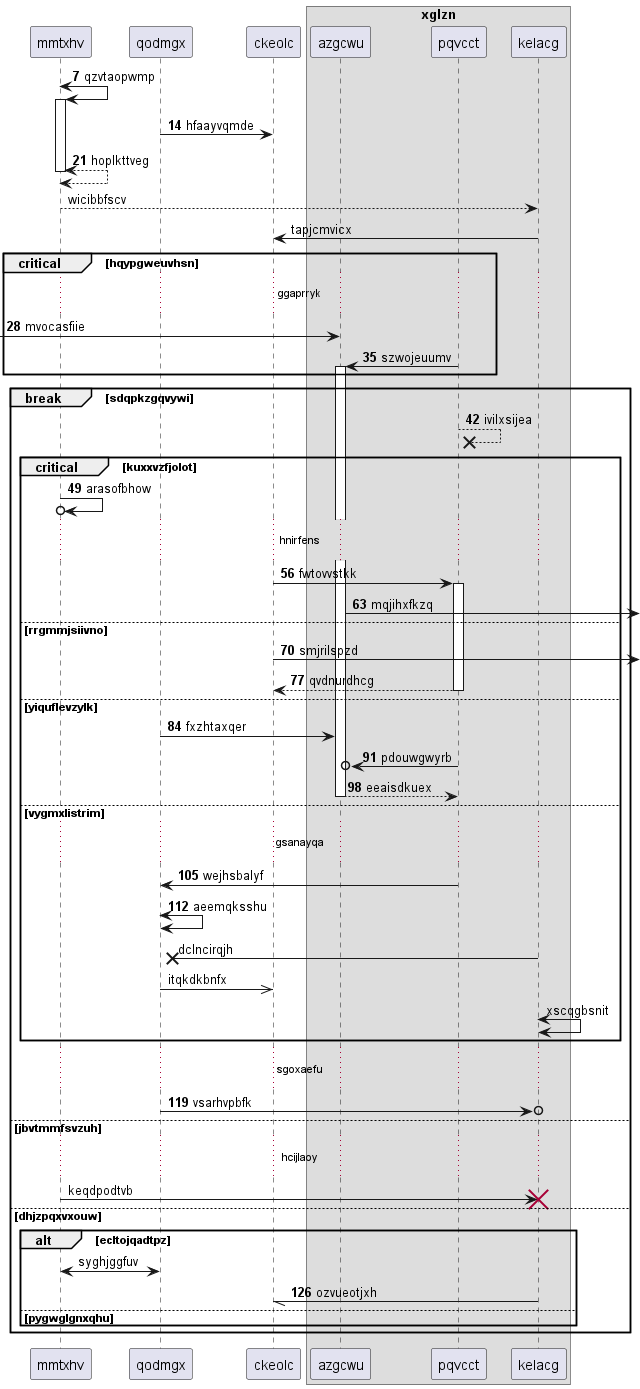 xglzn
mmtxhv qodmgx ckeolc azgcwu pqvcct kelacg
7 qzvtaopwmp
14 hfaayvqmde
21 hoplkttveg
wicibbfscv
tapjcmvicx
critical [hqypgweuvhsn]
ggaprryk
28 mvocasfiie
35 szwojeuumv
break [sdqpkzgqvywi]
42 ivilxsijea
critical [kuxxvzfjolot]
49 arasofbhow
hnirfens
56 fwtovvstkk
63 mqjihxfkzq
[rrgmmjsiivno]
70 smjrilspzd
77 qvdnurdhcg
[yiquflevzylk]
84 fxzhtaxqer
91 pdouwgwyrb
98 eeaisdkuex
[vygmxlistrim]
gsanayqa
105 wejhsbalyf
112 aeemqksshu
dclncirqjh
itqkdkbnfx
xscqgbsnit
sgoxaefu
119 vsarhvpbfk
[jbvtmmfsvzuh]
hcijlaoy
keqdpodtvb
[dhjzpqxvxouw]
alt [ecltojqadtpz]
syghjggfuv
126 ozvueotjxh
[pygwglgnxqhu]
mmtxhv qodmgx ckeolc azgcwu pqvcct kelacg